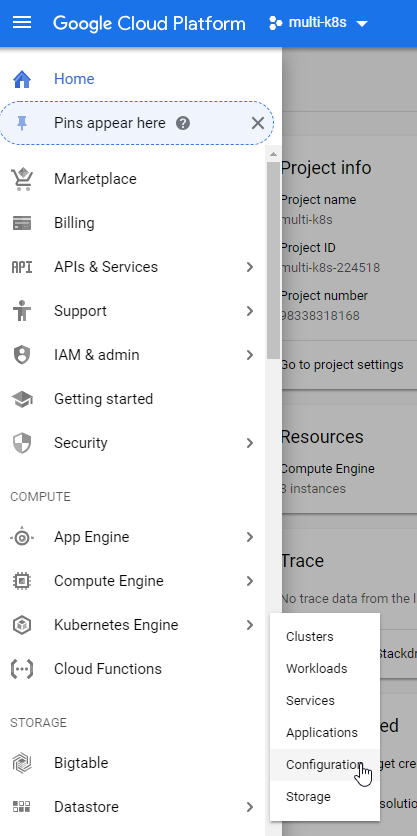 Google Cloud Platform
multi-k8s
Home
Pins appear here
Marketplace
Billing
API
APIs & Services
Support
IAM & admin
Getting started
Security
COMPUTE
App Engine
Compute Engine
Kubernetes Engine
Cloud Functions
STORAGE
Bigtable
Datastore
Clusters
Workloads
Services
Applications
Configuration
Storage
Project info
Project name
multi-k8s
Project ID
multi-k8s-224518
Project number
98338318168
Go to project settings
Resources
Compute Engine
3 instances
Trace
No trace data from the